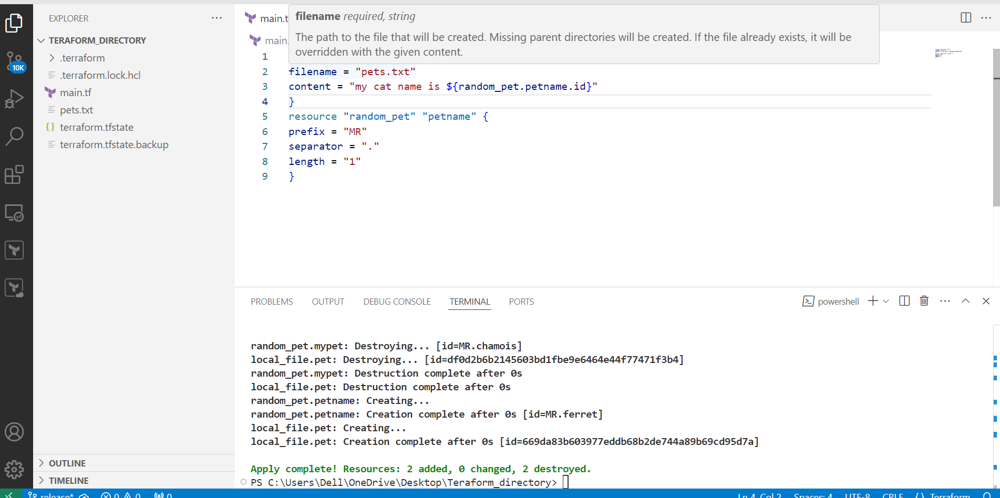 EXPLORER
TERAFORM_DIRECTORY
.terraform
.terraform.lock.hcl
main.tf
pets.txt
{} terraform.tfstate
terraform.tfstate.backup
OUTLINE
TIMELINE
10K
main.t
main.
filename required, string
The path to the file that will be created. Missing parent directories will be created. If the file already exists, it will be
overridden with the given content.
1
2 filename = "pets.txt"
3 content = "my cat name is ${random_pet.petname.id}"
4 }
5 resource "random_pet" "petname" {
6 prefix = "MR"
7 separator = "."
8 length = "1"
9 }
PROBLEMS OUTPUT DEBUG CONSOLE TERMINAL PORTS powershell
random_pet.mypet: Destroying... [id=MR.chamois]
local_file.pet: Destroying... [id=df0d2b6b2145603bd1fbe9e6464e44f77471f3b4]
random_pet.mypet: Destruction complete after 0s
local_file.pet: Destruction complete after 0s
random_pet.petname: Creating...
random_pet.petname: Creation complete after 0s [id=MR.ferret]
local_file.pet: Creating...
local_file.pet: Creation complete after 0s [id=669da83b603977eddb68b2de744a89b69cd95d7a]
Apply complete! Resources: 2 added, 0 changed, 2 destroyed.
PS C:\Users\Dell\OneDrive\Desktop\Teraform_directory>
release* 0 0 0 Ln 4, Col 2 Spaces: 4 UTF-8 CRLF {} Terraform